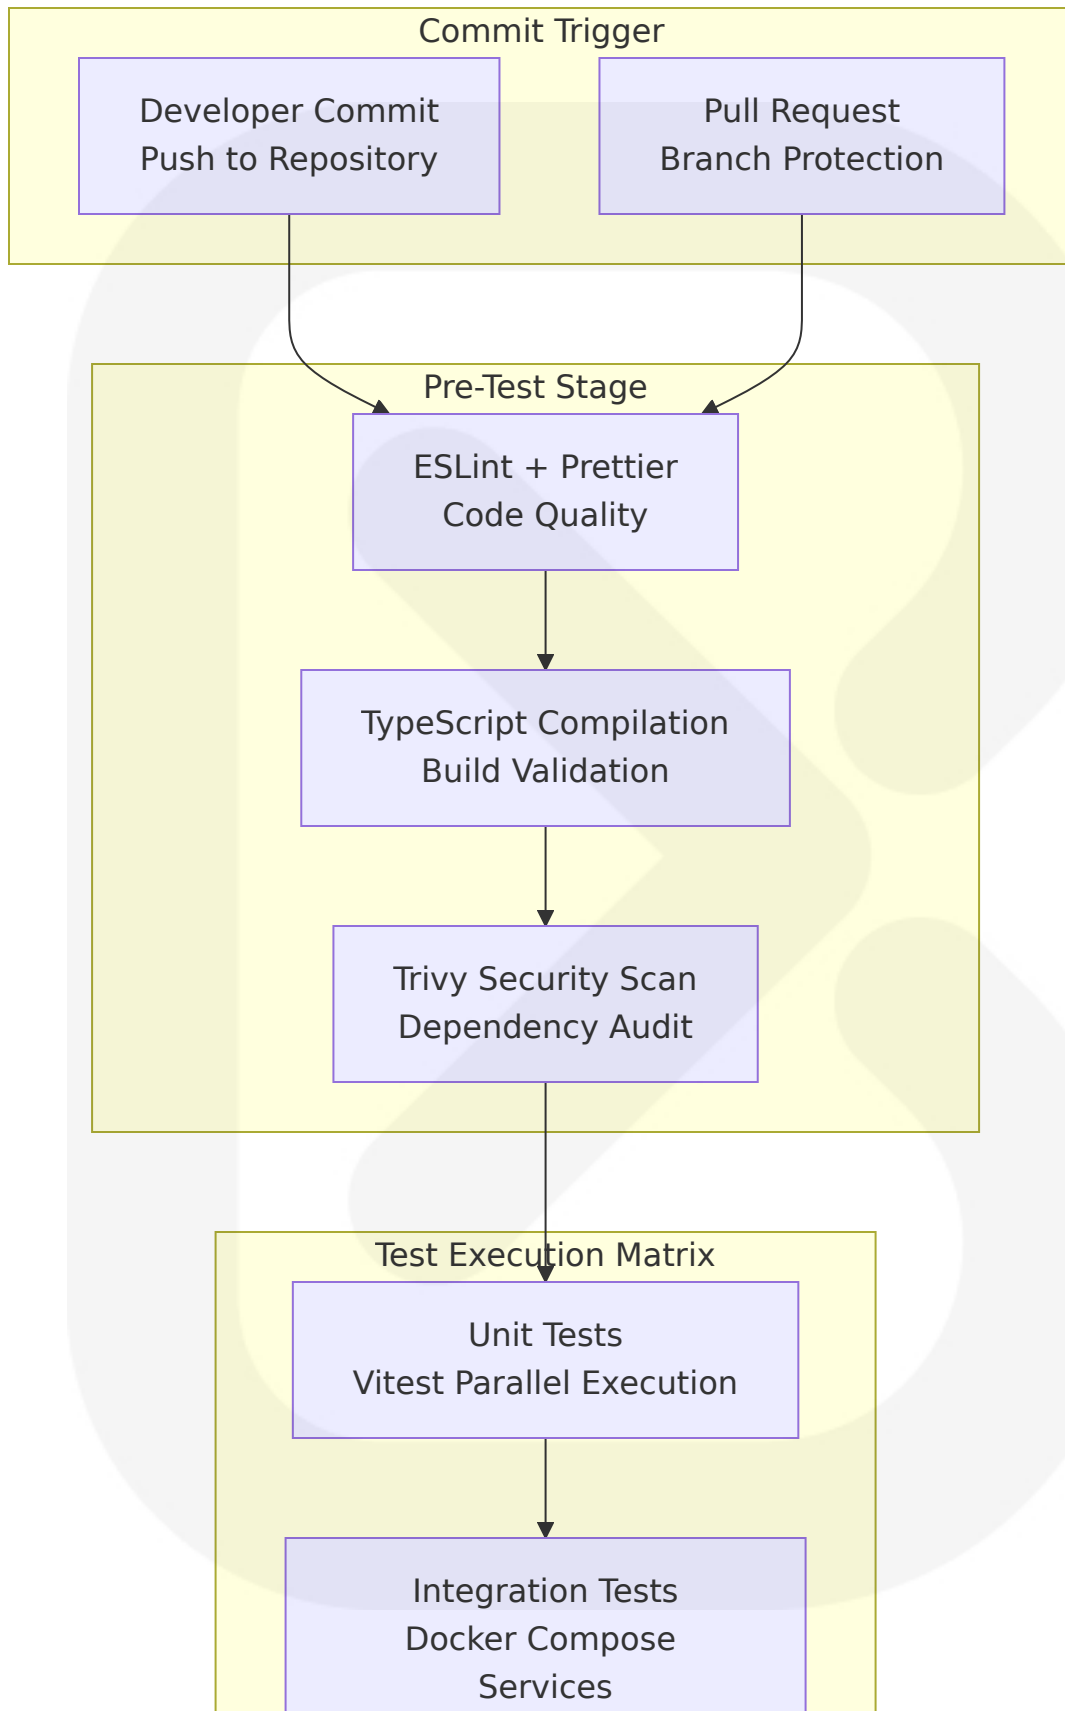 Commit Trigger
Developer Commit
Push to Repository
Pull Request
Branch Protection
Pre-Test Stage
ESLint + Prettier
Code Quality
TypeScript Compilation
Build Validation
Trivy Security Scan
Dependency Audit
Test Execution Matrix
Unit Tests
Vitest Parallel Execution
Integration Tests
Docker Compose
Services